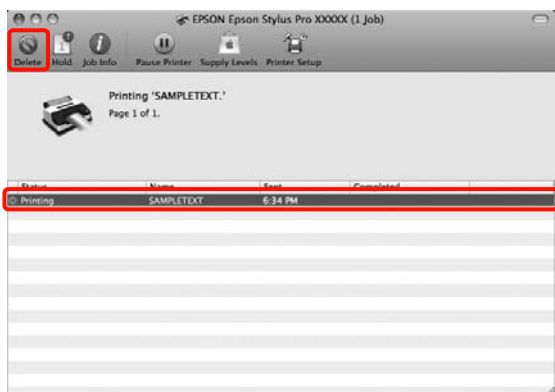 EPSON Epson Stylus Pro XXXXX (1 Job)
Delete Hold Job Info Pause Printer Supply Levels Printer Setup
Printing 'SAMPLETEXT.'
Page 1 of 1.
Status Name Sent Completed
Printing SAMPLETEXT 6:34 PM